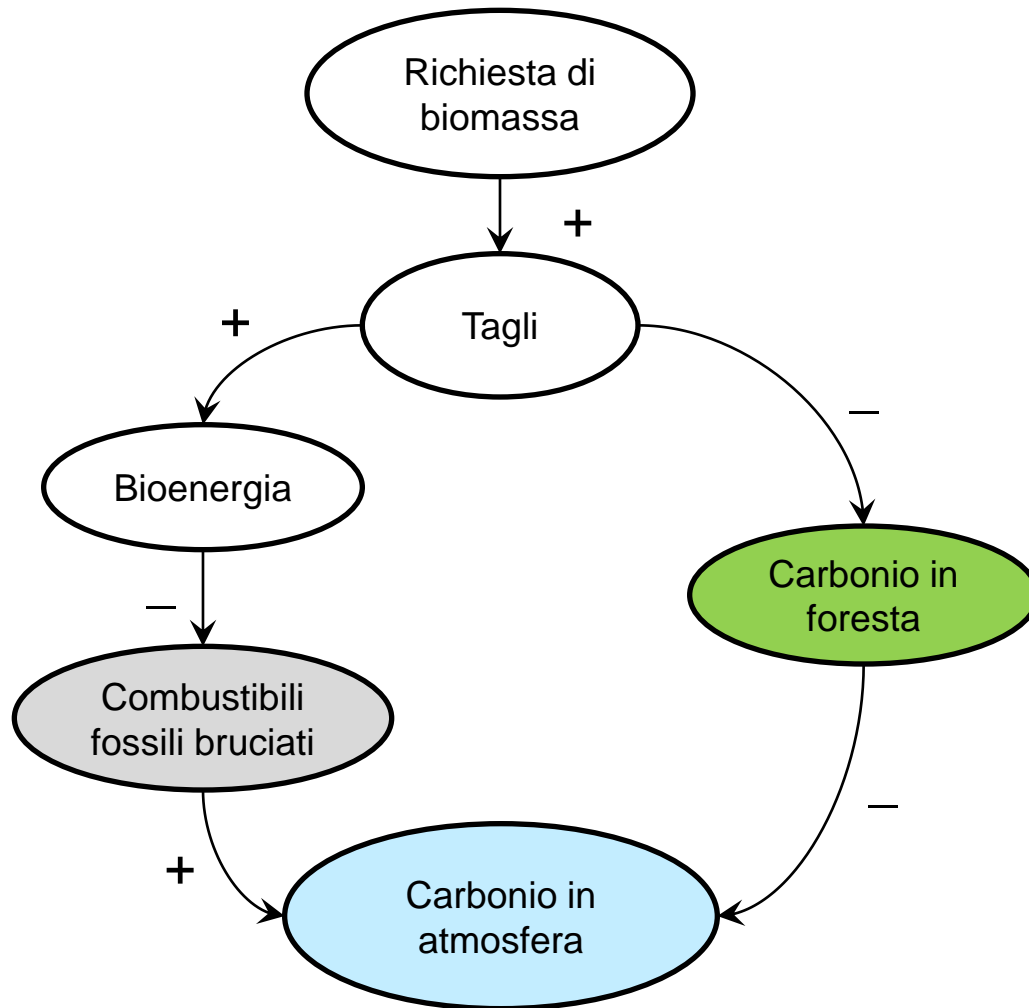 Richiesta di
biomassa
+
Tagli
+
–
Bioenergia
–
Carbonio in
foresta
Combustibili
fossili bruciati
–
+
Carbonio in
atmosfera